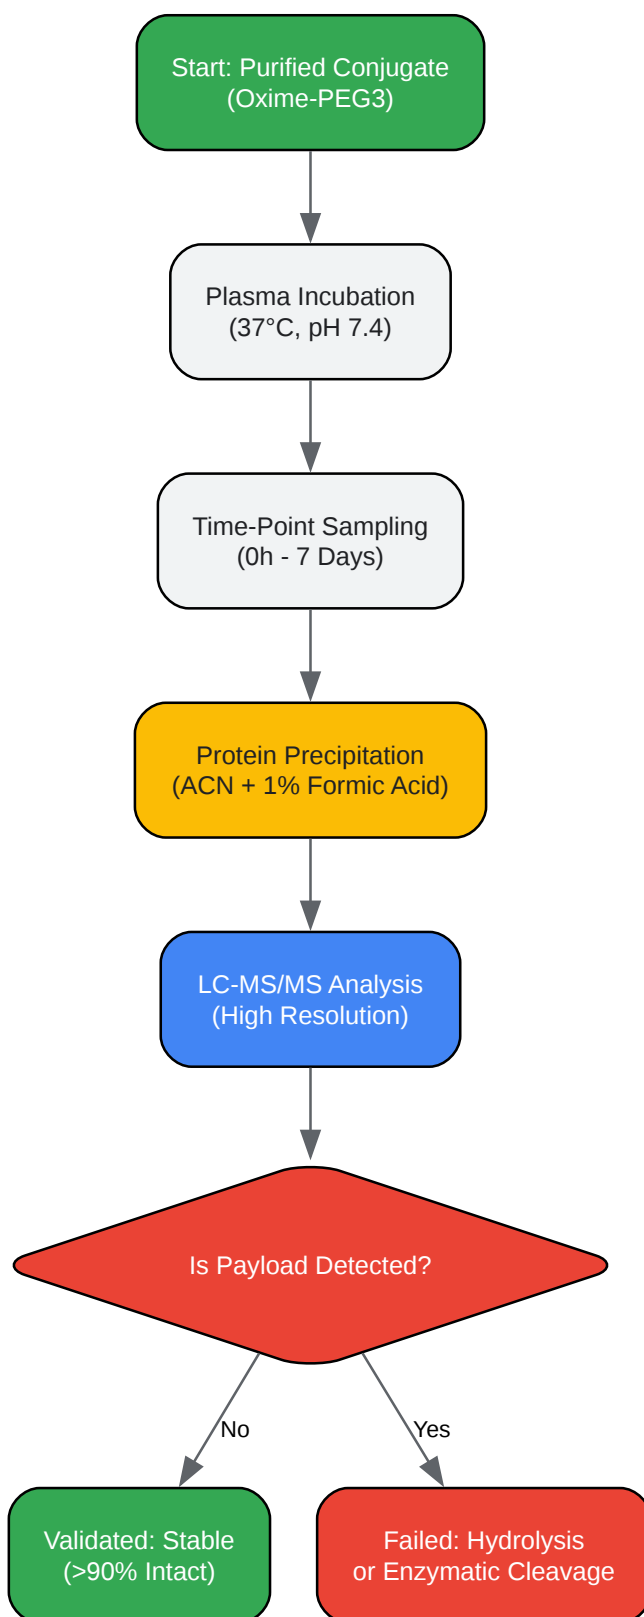 Start: Purified Conjugate
(Oxime-PEG3)
Plasma Incubation
(37°C, pH 7.4)
Time-Point Sampling
(0h - 7 Days)
Protein Precipitation
(ACN + 1% Formic Acid)
LC-MS/MS Analysis
(High Resolution)
Is Payload Detected?
No
Yes
Validated: Stable
(>90% Intact)
Failed: Hydrolysis
or Enzymatic Cleavage